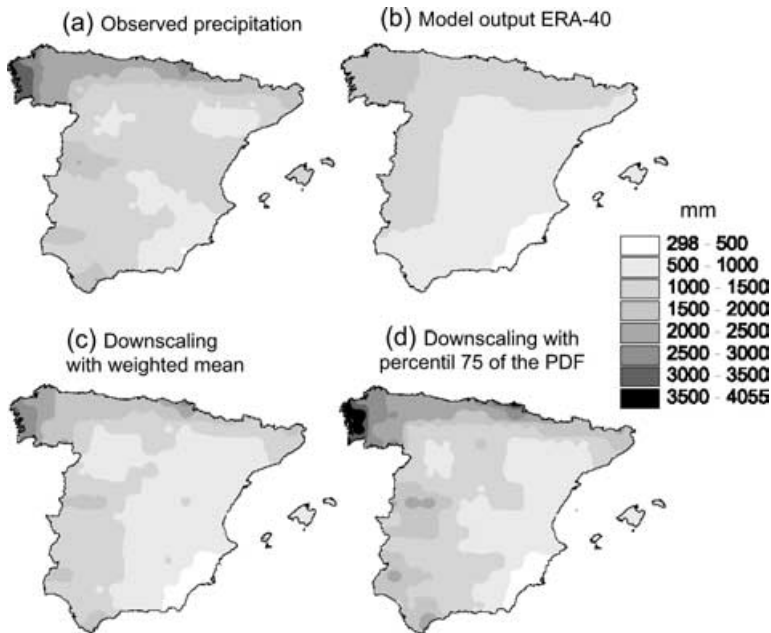 (a) Observed precipitation
(b) Model output ERA-40
mm
298 - 500
500 - 1000
1000 - 1500
1500 - 2000
2000 - 2500
2500 - 3000
3000 - 3500
3500 - 4055
(c) Downscaling
with weighted mean
(d) Downscaling with
percentil 75 of the PDF